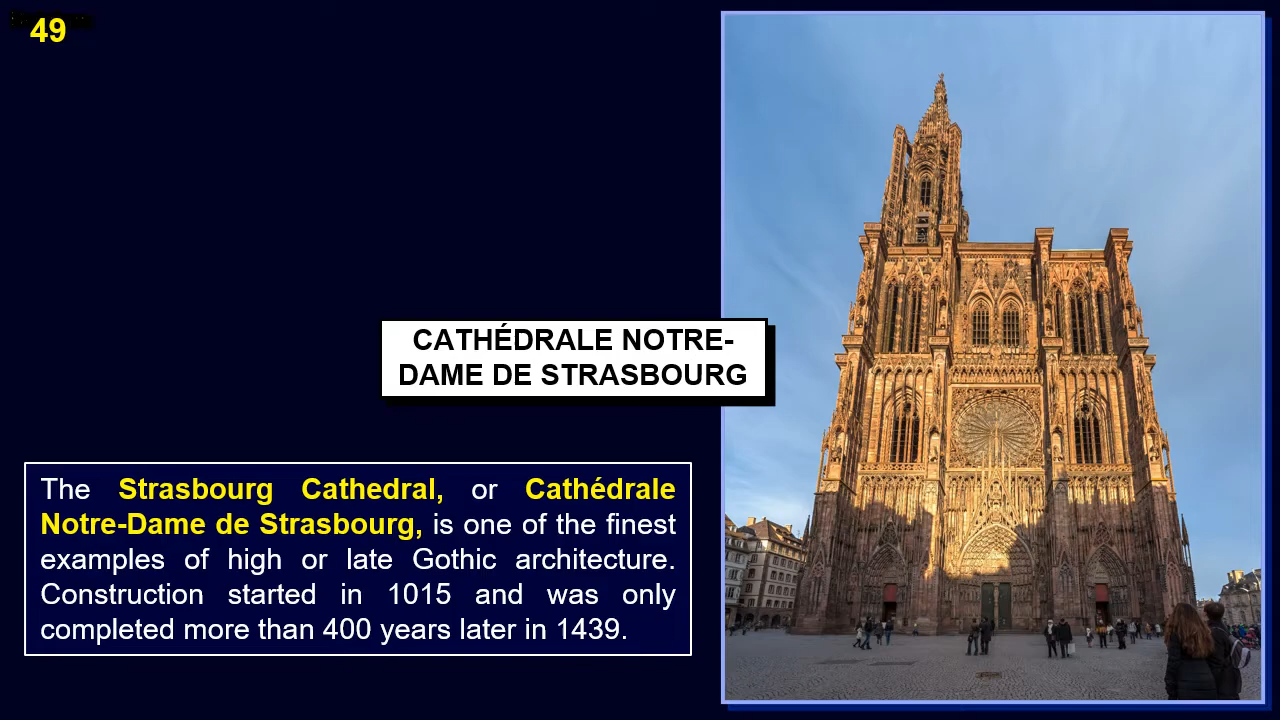 49
CATHÉDRALE NOTRE-
DAME DE STRASBOURG
The Strasbourg Cathedral, or Cathédrale
Notre-Dame de Strasbourg, is one of the finest
examples of high or late Gothic architecture.
Construction started in 1015 and was only
completed more than 400 years later in 1439.